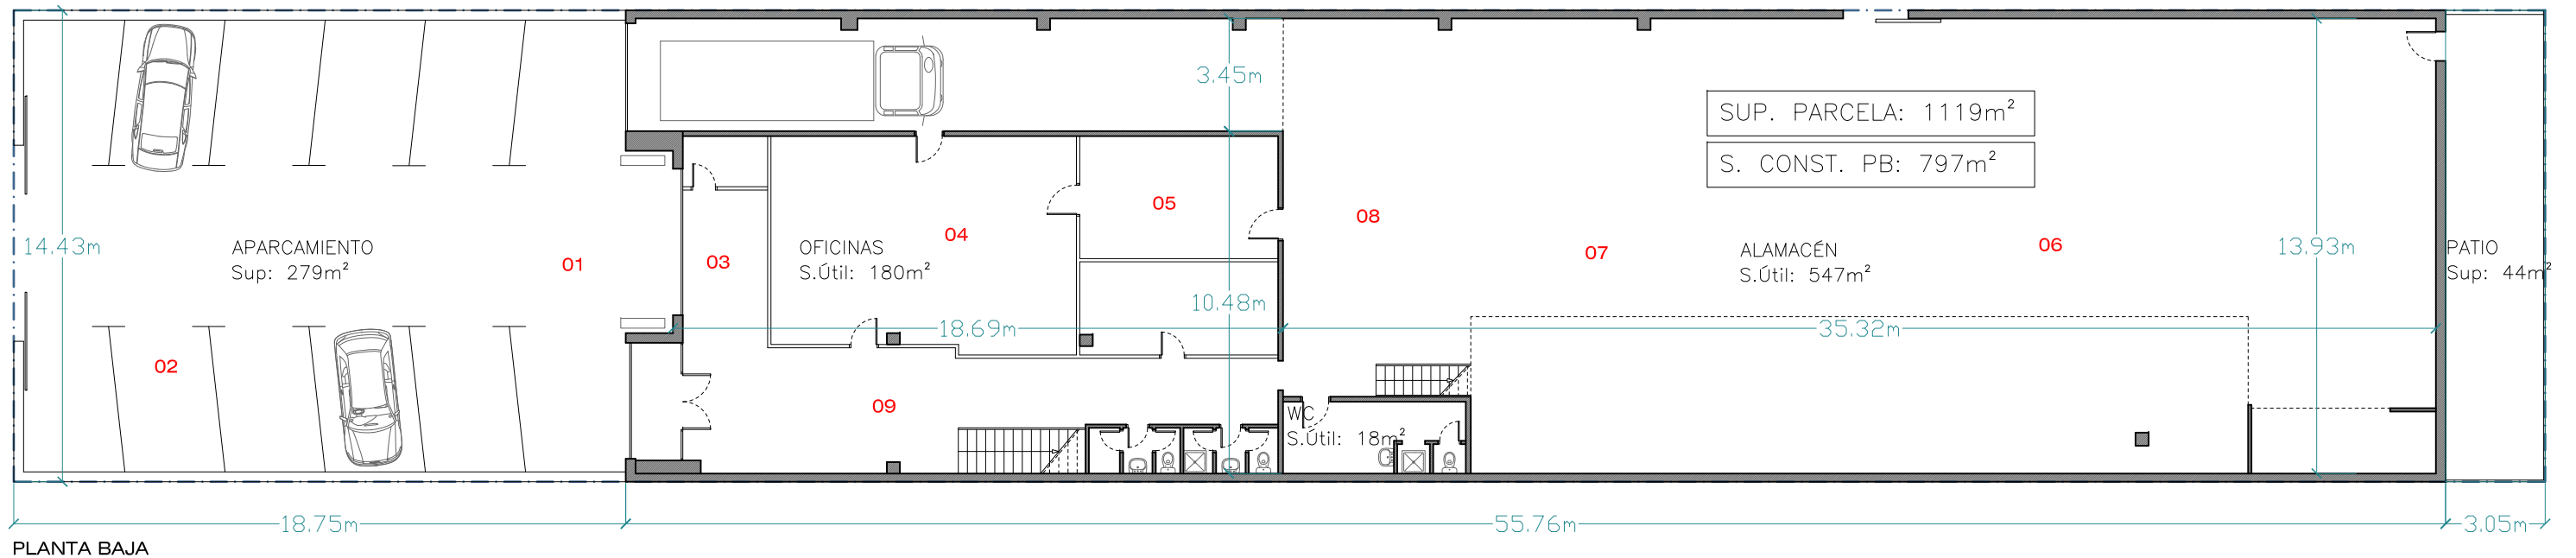 3.45m
SUP. PARCELA: 1119m²
S. CONST. PB: 797m²
05
08
04
01
03
07
06
14.43m
APARCAMIENTO
Sup: 279m²
OFICINAS
S.Útil: 180m²
ALAMACÉN
S.Útil: 547m²
13.93m
PATIO
Sup: 44m²
10.48m
18.69m
35.32m
02
09
WC
S.Útil: 18m²
18.75m
55.76m
3.05m
PLANTA BAJA